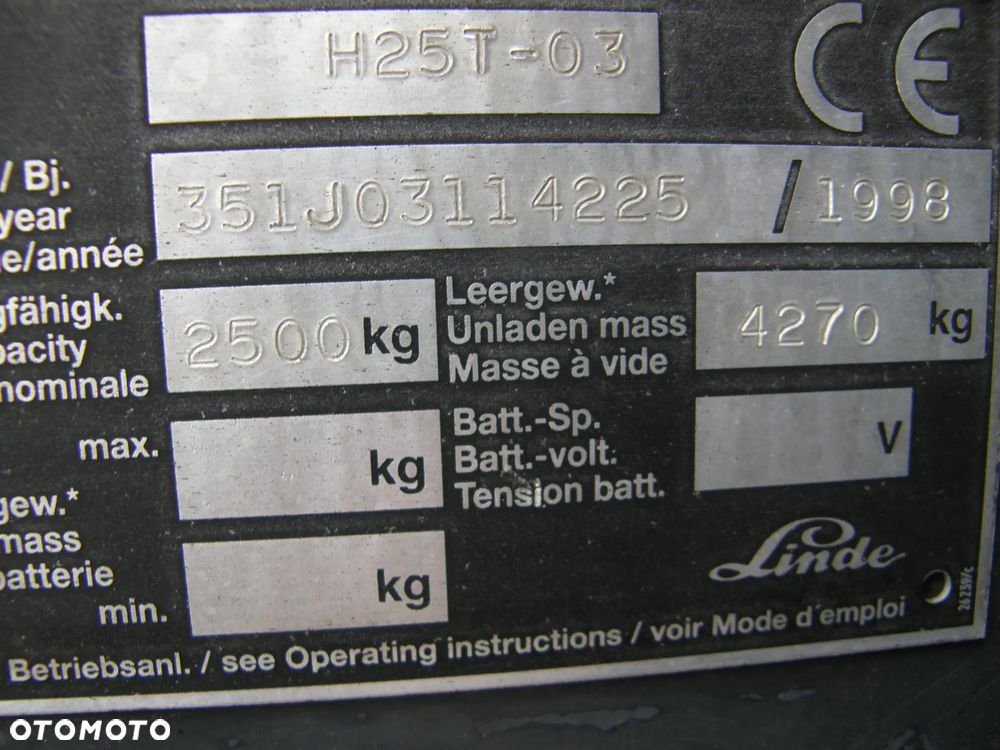 H25T-03
CE
/ Bj.
year
e/année
351J03114225 / 1998
gfähigk.
pacity
nominale
2500 kg
Leergew.*
Unladen mass
Masse à vide
4270 kg
max.
kg
Batt.-Sp.
Batt.-volt.
Tension batt.
V
gew.*
mass
batterie
min.
kg
Linde
26239/c
Betriebsanl. / see Operating instructions / voir Mode d'emploi
OTOMOTO